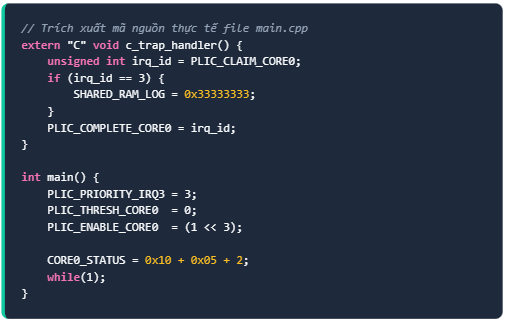 // Trích xuất mã nguồn thực tế file main.cpp
extern "C" void c_trap_handler() {
    unsigned int irq_id = PLIC_CLAIM_CORE0;
    if (irq_id == 3) {
        SHARED_RAM_LOG = 0x33333333;
    }
    PLIC_COMPLETE_CORE0 = irq_id;
}

int main() {
    PLIC_PRIORITY_IRQ3 = 3;
    PLIC_THRESH_CORE0  = 0;
    PLIC_ENABLE_CORE0  = (1 << 3);

    CORE0_STATUS = 0x10 + 0x05 + 2;
    while(1);
}